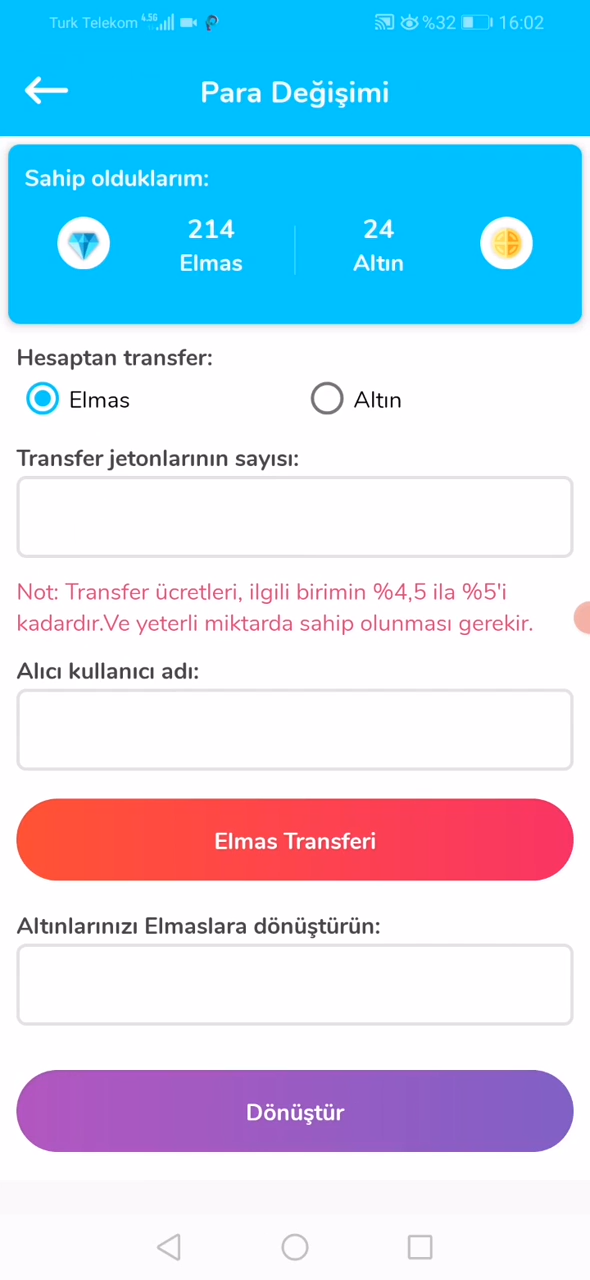 Turk Telekom 4.5G %32 16:02
Para Değişimi
Sahip olduklarım:
214 24
Elmas Altın
Hesaptan transfer:
Elmas Altın
Transfer jetonlarının sayısı:
Not: Transfer ücretleri, ilgili birimin %4,5 ila %5'i
kadardır.Ve yeterli miktarda sahip olunması gerekir.
Alıcı kullanıcı adı:
Elmas Transferi
Altınlarınızı Elmaslara dönüştürün:
Dönüştür